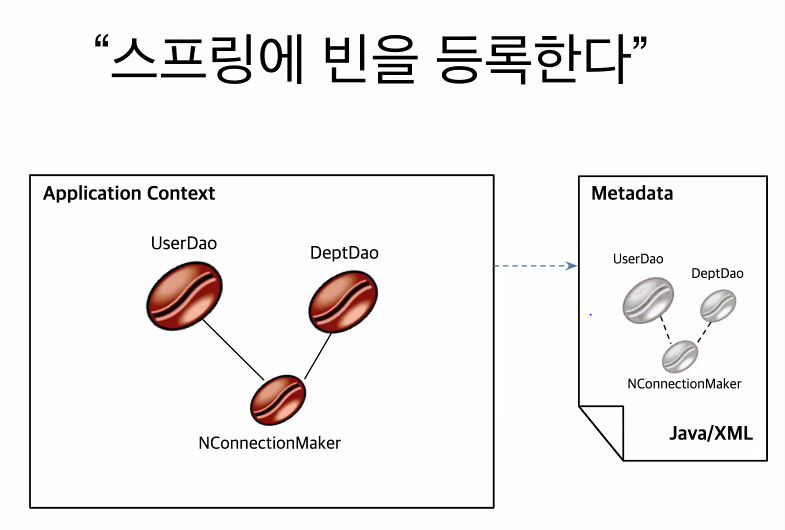 “스프링에 빈을 등록한다”
Application Context
UserDao
DeptDao
NConnectionMaker
Metadata
UserDao
DeptDao
NConnectionMaker
Java/XML